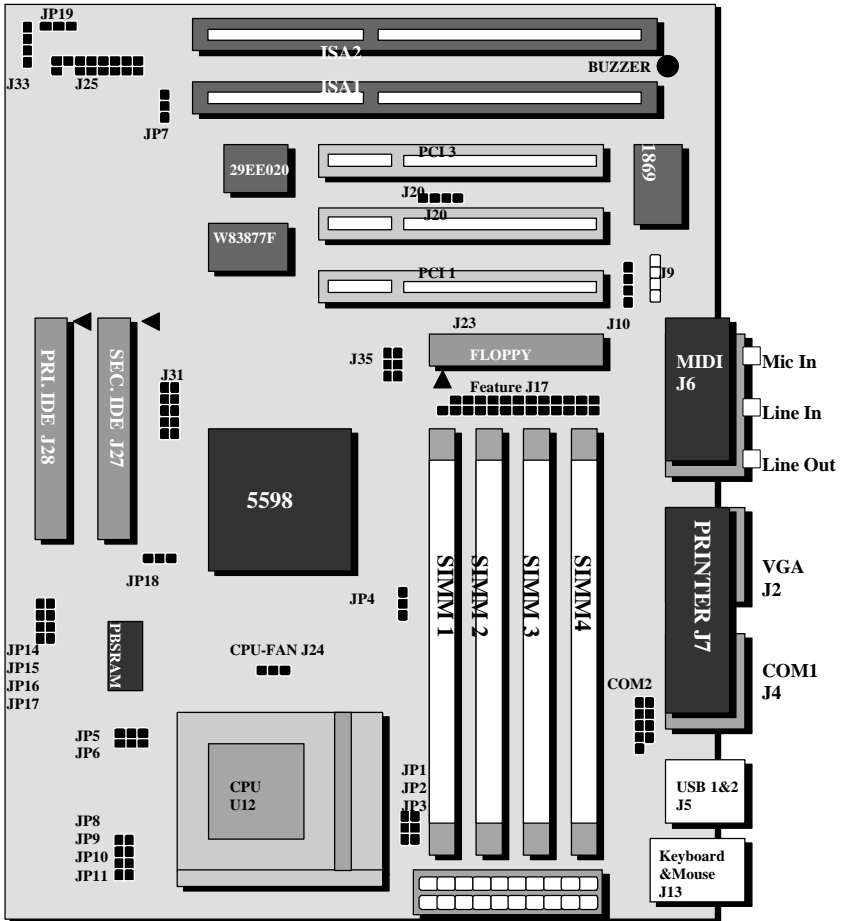 JP19
ISA2
BUZZER
J33
J25
ISA1
JP7
PCI 3
29EE020
1869
J20
J20
W83877F
PCI 1
J9
J23
J10
J35
FLOPPY
MIDI
J6
Mic In
PRI. IDE J28
SEC. IDE J27
J31
Feature J17
Line In
Line Out
5598
SIMM 1
SIMM 2
SIMM 3
SIMM4
PRINTER J7
VGA
J2
JP18
JP4
PBSRAM
CPU-FAN J24
JP14
JP15
JP16
JP17
COM1
J4
COM2
JP5
JP6
CPU
U12
JP1
JP2
JP3
USB 1&2
J5
JP8
JP9
JP10
JP11
Keyboard
&Mouse
J13